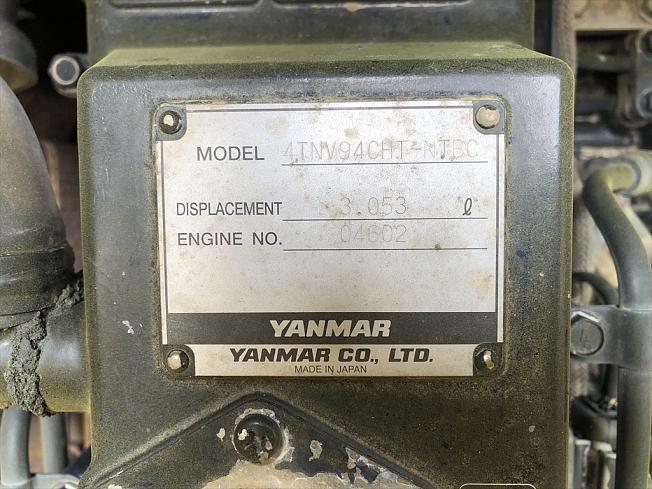 MODEL 4TNV94CHT-NTBC
DISPLACEMENT 3.053 ℓ
ENGINE NO. 04602
YANMAR
YANMAR CO., LTD.
MADE IN JAPAN